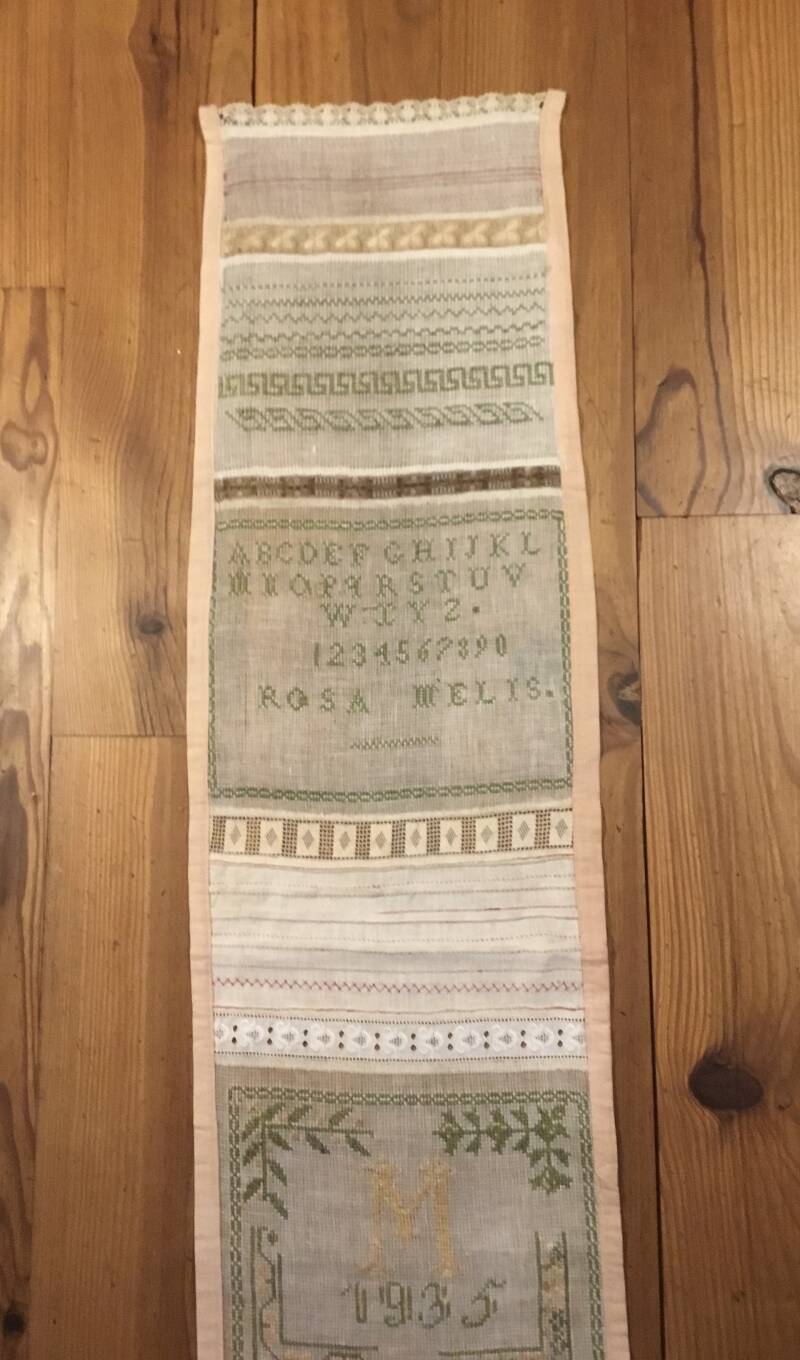 ABCDEFGHIJKL
MNOPQRSTUV
WXYZ.
1234567890
ROSA MELIS.
M
1935